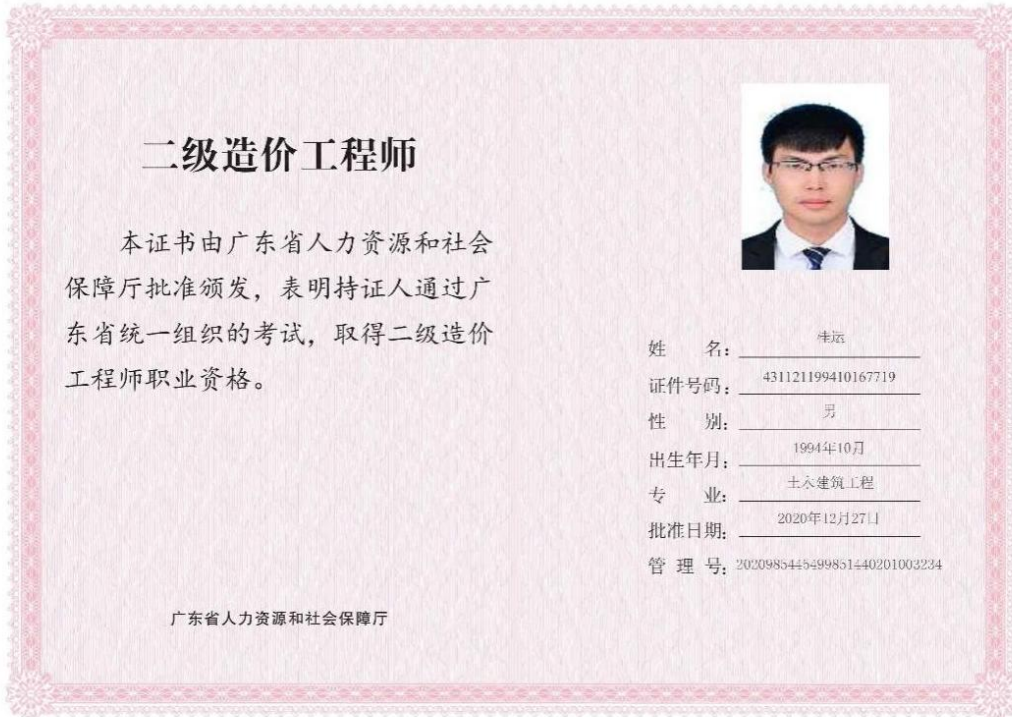 二级造价工程师
本证书由广东省人力资源和社会
保障厅批准颁发，表明持证人通过广
东省统一组织的考试，取得二级造价
工程师职业资格。
广东省人力资源和社会保障厅
姓 名：
证件号码：431121199410167719
性 别：男
出生年月：1994年10月
专 业：土木建筑工程
批准日期：2020年12月27日
管 理 号：20209854454999851440201003234